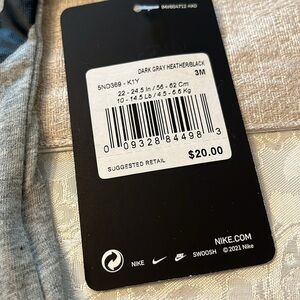 DARK GRAY HEATHER/BLACK
5ND369 - K1Y
3M
22 - 24.5 in / 56 - 62 Cm
10 - 14.5 Lb / 4.5 - 6.6 Kg
0 09328 84498 3
SUGGESTED RETAIL
$20.00
NIKE.COM
NIKE
SWOOSH
© 2021 Nike